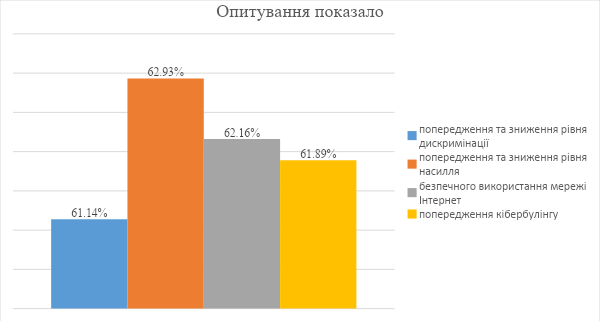 Опитування показало
62.93%
62.16%
61.89%
61.14%
попередження та зниження рівня
дискримінації
попередження та зниження рівня
насилля
безпечного використання мережі
Інтернет
попередження кібербулінгу